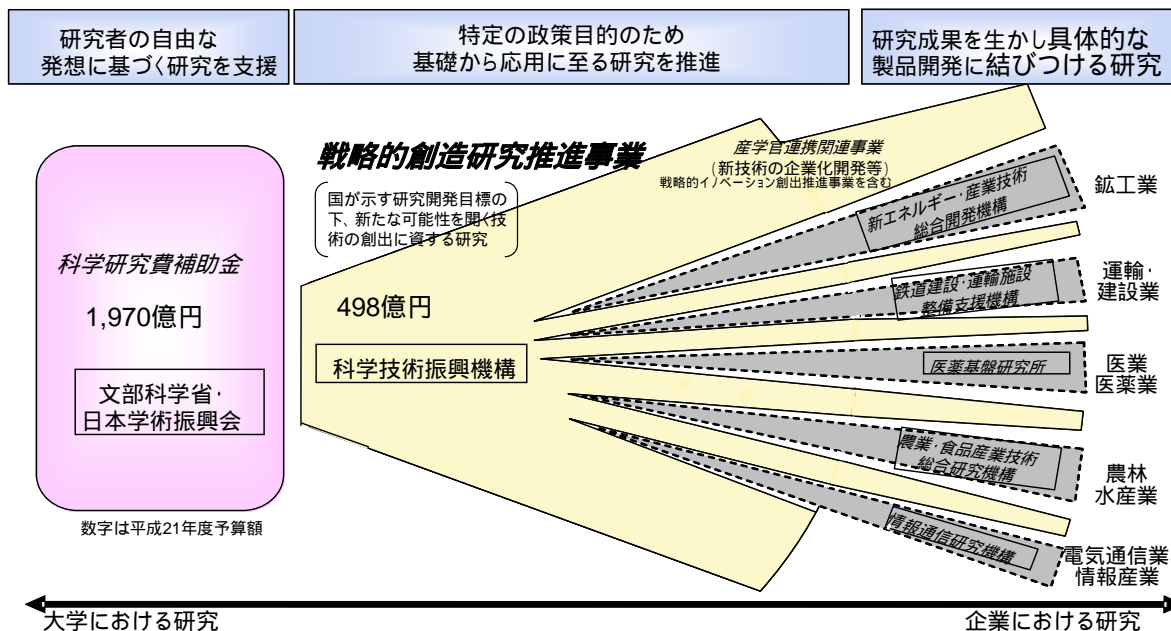 研究者の自由な
発想に基づく研究を支援
特定の政策目的のため
基礎から応用に至る研究を推進
研究成果を生かし具体的な
製品開発に結びつける研究
科学研究費補助金
1,970億円
文部科学省・
日本学術振興会
数字は平成21年度予算額
戦略的創造研究推進事業
国が示す研究開発目標の
下、新たな可能性を開く技
術の創出に資する研究
498億円
科学技術振興機構
産学官連携関連事業
(新技術の企業化開発等)
戦略的イノベーション創出推進事業を含む
新エネルギー・産業技術
総合開発機構
鉱工業
鉄道建設・運輸施設
整備支援機構
運輸・
建設業
医薬基盤研究所
医業
医薬業
農業・食品産業技術
総合研究機構
農林
水産業
情報通信研究機構
電気通信業
情報産業
大学における研究
企業における研究